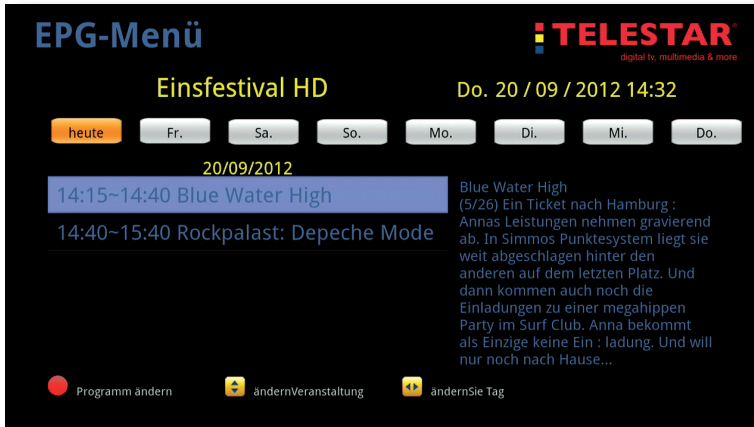 EPG-Menü
TELESTAR®
digital tv, multimedia & more
Einsfestival HD
Do. 20 / 09 / 2012 14:32
heute Fr. Sa. So. Mo. Di. Mi. Do.
20/09/2012
14:15~14:40 Blue Water High
14:40~15:40 Rockpalast: Depeche Mode
Blue Water High
(5/26) Ein Ticket nach Hamburg :
Annas Leistungen nehmen gravierend
ab. In Simmos Punktesystem liegt sie
weit abgeschlagen hinter den
anderen auf dem letzten Platz. Und
dann kommen auch noch die
Einladungen zu einer megahippen
Party im Surf Club. Anna bekommt
als Einzige keine Ein : ladung. Und will
nur noch nach Hause...
Programm ändern ändernVeranstaltung ändernSie Tag